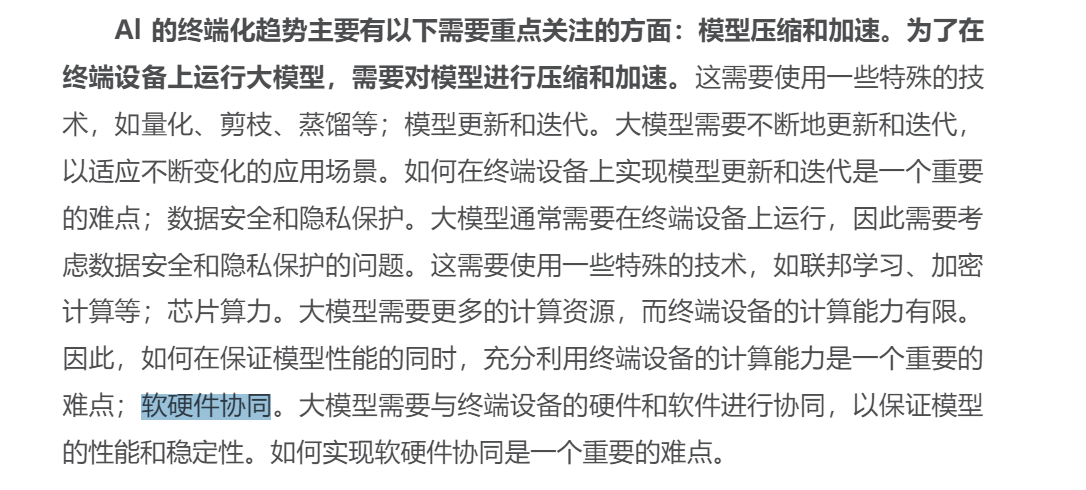 AI 的终端化趋势主要有以下需要重点关注的方面：模型压缩和加速。为了在
终端设备上运行大模型，需要对模型进行压缩和加速。这需要使用一些特殊的技
术，如量化、剪枝、蒸馏等；模型更新和迭代。大模型需要不断地更新和迭代，
以适应不断变化的应用场景。如何在终端设备上实现模型更新和迭代是一个重要
的难点；数据安全和隐私保护。大模型通常需要在终端设备上运行，因此需要考
虑数据安全和隐私保护的问题。这需要使用一些特殊的技术，如联邦学习、加密
计算等；芯片算力。大模型需要更多的计算资源，而终端设备的计算能力有限。
因此，如何在保证模型性能的同时，充分利用终端设备的计算能力是一个重要的
难点；软硬件协同。大模型需要与终端设备的硬件和软件进行协同，以保证模型
的性能和稳定性。如何实现软硬件协同是一个重要的难点。